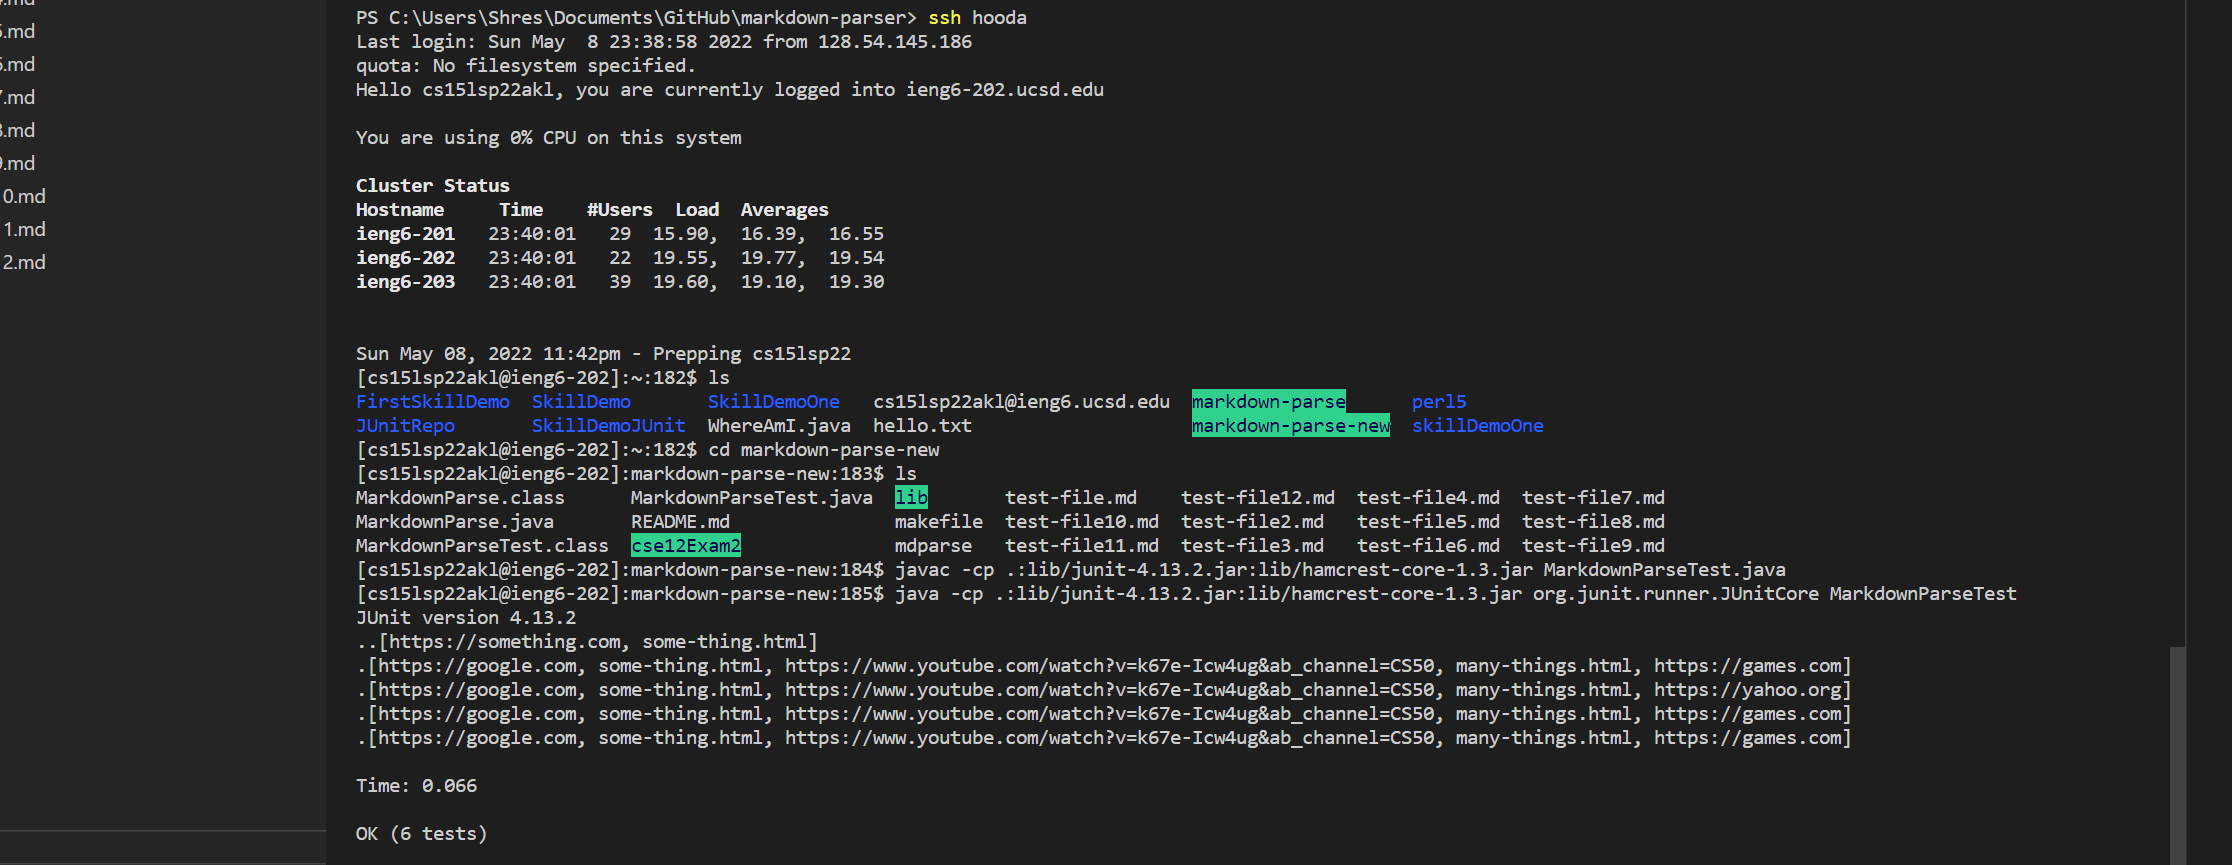 .md
5.md
6.md
7.md
8.md
9.md
0.md
1.md
2.md
PS C:\Users\Shres\Documents\GitHub\markdown-parser> ssh hooda
Last login: Sun May  8 23:38:58 2022 from 128.54.145.186
quota: No filesystem specified.
Hello cs15lsp22akl, you are currently logged into ieng6-202.ucsd.edu
You are using 0% CPU on this system
Cluster Status
Hostname     Time    #Users  Load  Averages
ieng6-201   23:40:01   29  15.90,  16.39,  16.55
ieng6-202   23:40:01   22  19.55,  19.77,  19.54
ieng6-203   23:40:01   39  19.60,  19.10,  19.30
Sun May 08, 2022 11:42pm - Prepping cs15lsp22
[cs15lsp22akl@ieng6-202]:~:182$ ls
FirstSkillDemo  SkillDemo       SkillDemoOne   cs15lsp22akl@ieng6.ucsd.edu  markdown-parse      perl5
JUnitRepo       SkillDemoJUnit  WhereAmI.java  hello.txt                    markdown-parse-new  skillDemoOne
[cs15lsp22akl@ieng6-202]:~:182$ cd markdown-parse-new
[cs15lsp22akl@ieng6-202]:markdown-parse-new:183$ ls
MarkdownParse.class      MarkdownParseTest.java  lib       test-file.md    test-file12.md  test-file4.md  test-file7.md
MarkdownParse.java       README.md               makefile  test-file10.md  test-file2.md   test-file5.md  test-file8.md
MarkdownParseTest.class  cse12Exam2              mdparse   test-file11.md  test-file3.md   test-file6.md  test-file9.md
[cs15lsp22akl@ieng6-202]:markdown-parse-new:184$ javac -cp .:lib/junit-4.13.2.jar:lib/hamcrest-core-1.3.jar MarkdownParseTest.java
[cs15lsp22akl@ieng6-202]:markdown-parse-new:185$ java -cp .:lib/junit-4.13.2.jar:lib/hamcrest-core-1.3.jar org.junit.runner.JUnitCore MarkdownParseTest
JUnit version 4.13.2
..[https://something.com, some-thing.html]
.[https://google.com, some-thing.html, https://www.youtube.com/watch?v=k67e-Icw4ug&ab_channel=CS50, many-things.html, https://games.com]
.[https://google.com, some-thing.html, https://www.youtube.com/watch?v=k67e-Icw4ug&ab_channel=CS50, many-things.html, https://yahoo.org]
.[https://google.com, some-thing.html, https://www.youtube.com/watch?v=k67e-Icw4ug&ab_channel=CS50, many-things.html, https://games.com]
.[https://google.com, some-thing.html, https://www.youtube.com/watch?v=k67e-Icw4ug&ab_channel=CS50, many-things.html, https://games.com]
Time: 0.066
OK (6 tests)